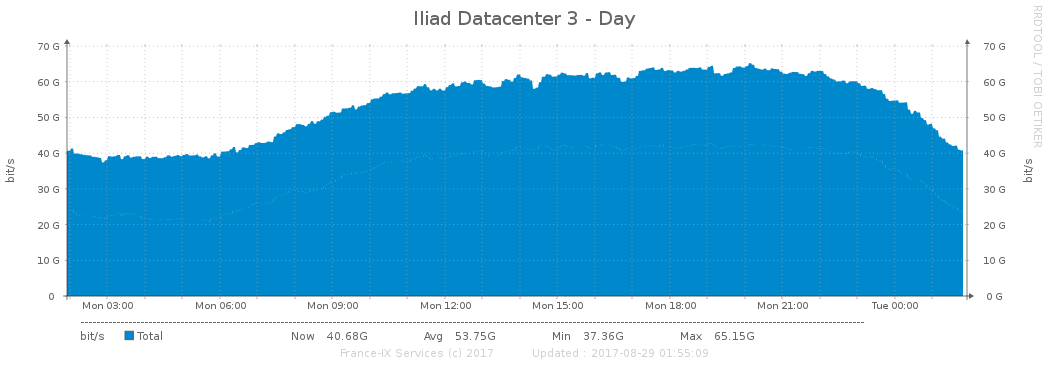 Iliad Datacenter 3 - Day
RRDTOOL / TOBI OETIKER
70 G 70 G
60 G 60 G
50 G 50 G
40 G 40 G
30 G 30 G
20 G 20 G
10 G 10 G
0 0 G
bit/s bit/s
Mon 03:00 Mon 06:00 Mon 09:00 Mon 12:00 Mon 15:00 Mon 18:00 Mon 21:00 Tue 00:00
bit/s Total Now 40.68G Avg 53.75G Min 37.36G Max 65.15G
France-IX Services (c) 2017 Updated : 2017-08-29 01:55:09